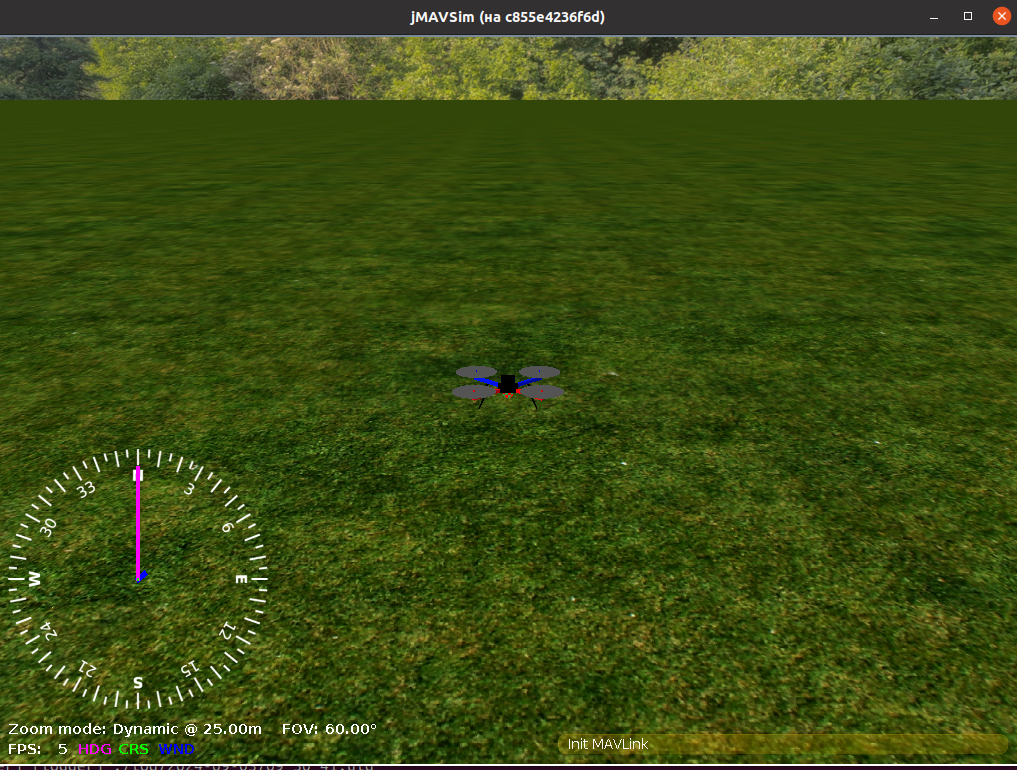 jMAVSim (на c855e4236f6d)
33
3
30
6
W
E
24
12
21
15
S
Zoom mode: Dynamic @ 25.00m FOV: 60.00°
FPS: 5 HDG CRS WND
Init MAVLink